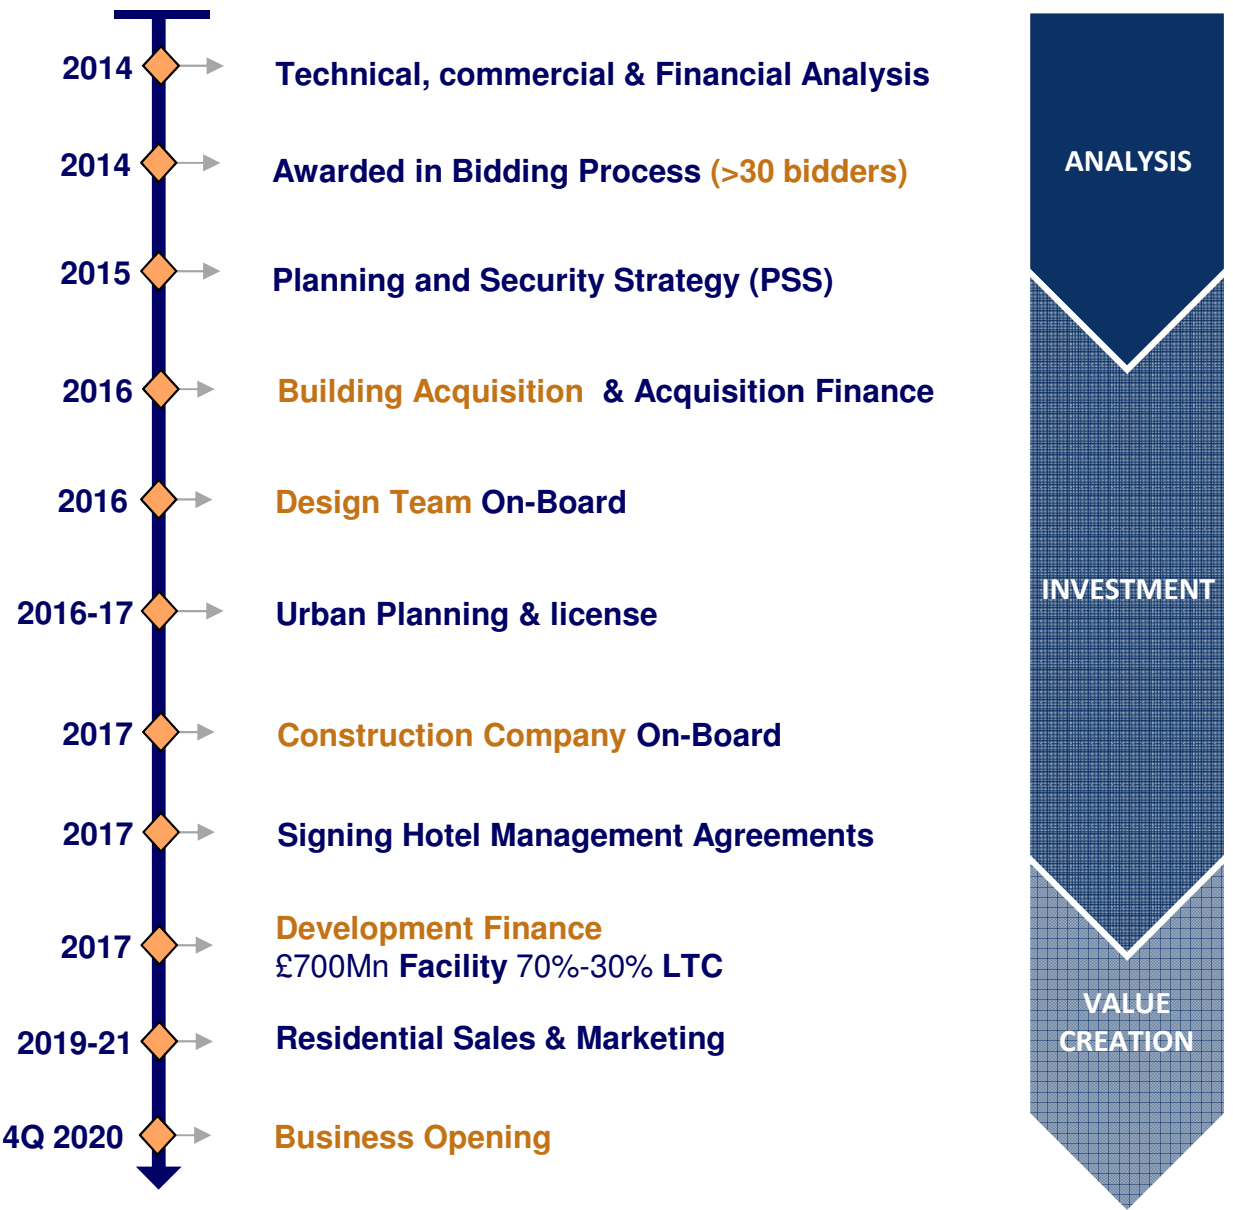 2014
Technical, commercial & Financial Analysis
2014
Awarded in Bidding Process (>30 bidders)
ANALYSIS
2015
Planning and Security Strategy (PSS)
2016
Building Acquisition & Acquisition Finance
2016
Design Team On-Board
INVESTMENT
2016-17
Urban Planning & license
2017
Construction Company On-Board
2017
Signing Hotel Management Agreements
2017
Development Finance
£700Mn Facility 70%-30% LTC
VALUE
CREATION
2019-21
Residential Sales & Marketing
4Q 2020
Business Opening